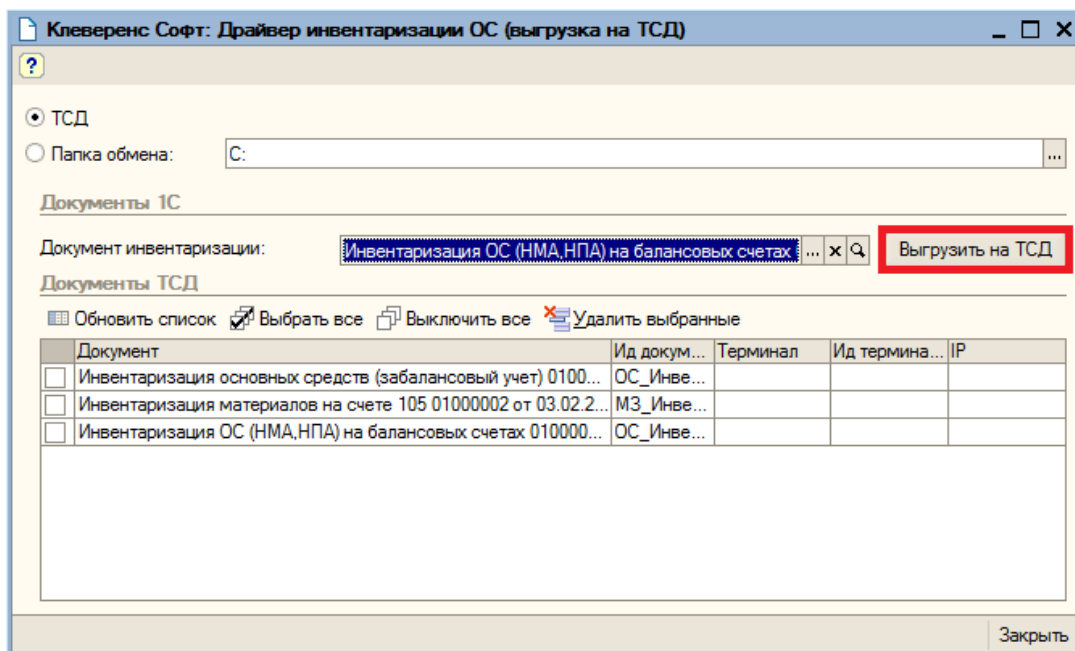 Клеверенс Софт: Драйвер инвентаризации ОС (выгрузка на ТСД)
?
ТСД
Папка обмена: C: ...
Документы 1С
Документ инвентаризации: Инвентаризация ОС (НМА,НПА) на балансовых счетах ... x Выгрузить на ТСД
Документы ТСД
Обновить список Выбрать все Выключить все Удалить выбранные
Документ Ид докум... Терминал Ид термина... IP
Инвентаризация основных средств (забалансовый учет) 0100... ОС_Инве...
Инвентаризация материалов на счете 105 01000002 от 03.02.2... МЗ_Инве...
Инвентаризация ОС (НМА,НПА) на балансовых счетах 010000... ОС_Инве...
Закрыть